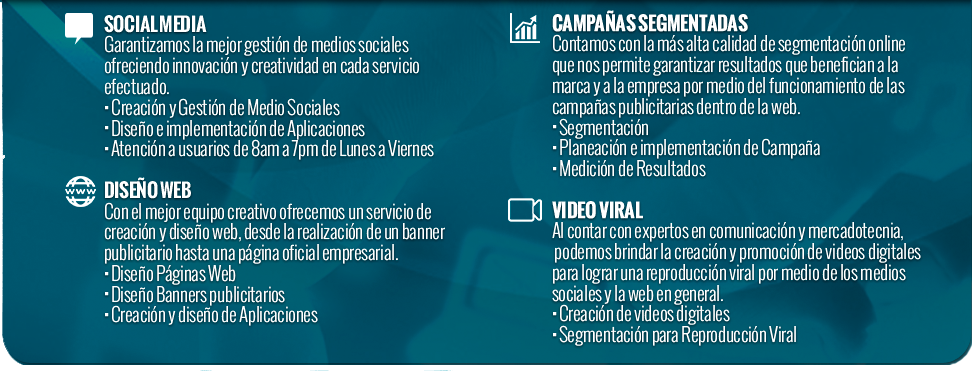 SOCIAL MEDIA
Garantizamos la mejor gestión de medios sociales
ofreciendo innovación y creatividad en cada servicio
efectuado.
• Creación y Gestión de Medio Sociales
• Diseño e implementación de Aplicaciones
• Atención a usuarios de 8am a 7pm de Lunes a Viernes
WWW
DISEÑO WEB
Con el mejor equipo creativo ofrecemos un servicio de
creación y diseño web, desde la realización de un banner
publicitario hasta una página oficial empresarial.
• Diseño Páginas Web
• Diseño Banners publicitarios
• Creación y diseño de Aplicaciones
CAMPAÑAS SEGMENTADAS
Contamos con la más alta calidad de segmentación online
que nos permite garantizar resultados que benefician a la
marca y a la empresa por medio del funcionamiento de las
campañas publicitarias dentro de la web.
• Segmentación
• Planeación e implementación de Campaña
• Medición de Resultados
VIDEO VIRAL
Al contar con expertos en comunicación y mercadotecnia,
podemos brindar la creación y promoción de videos digitales
para lograr una reproducción viral por medio de los medios
sociales y la web en general.
• Creación de videos digitales
• Segmentación para Reproducción Viral